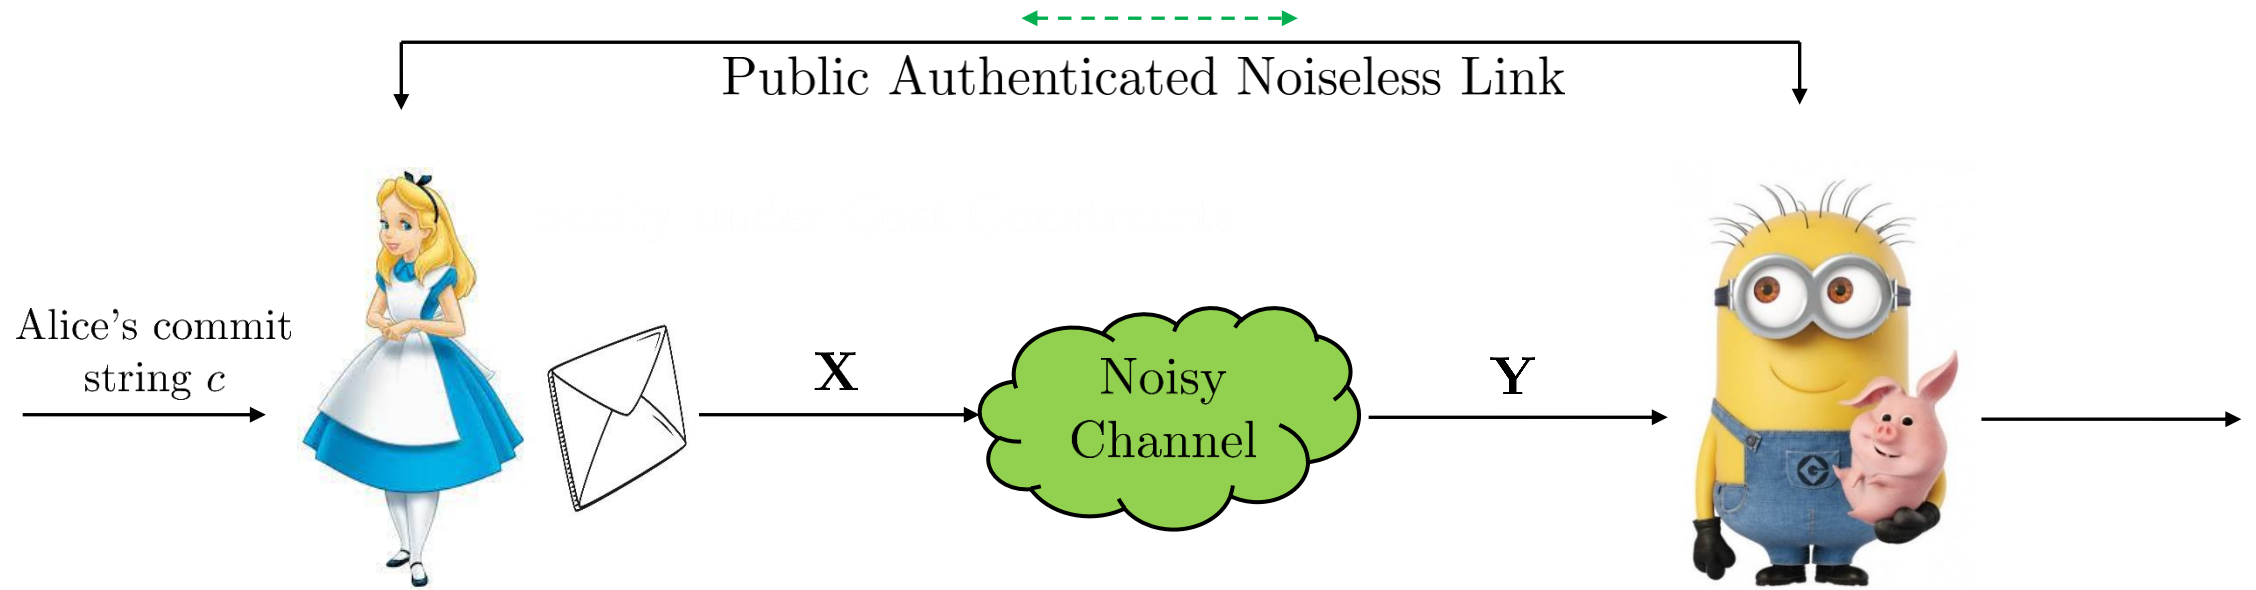 Public Authenticated Noiseless Link
Alice's commit
string c
X
Noisy
Channel
Y